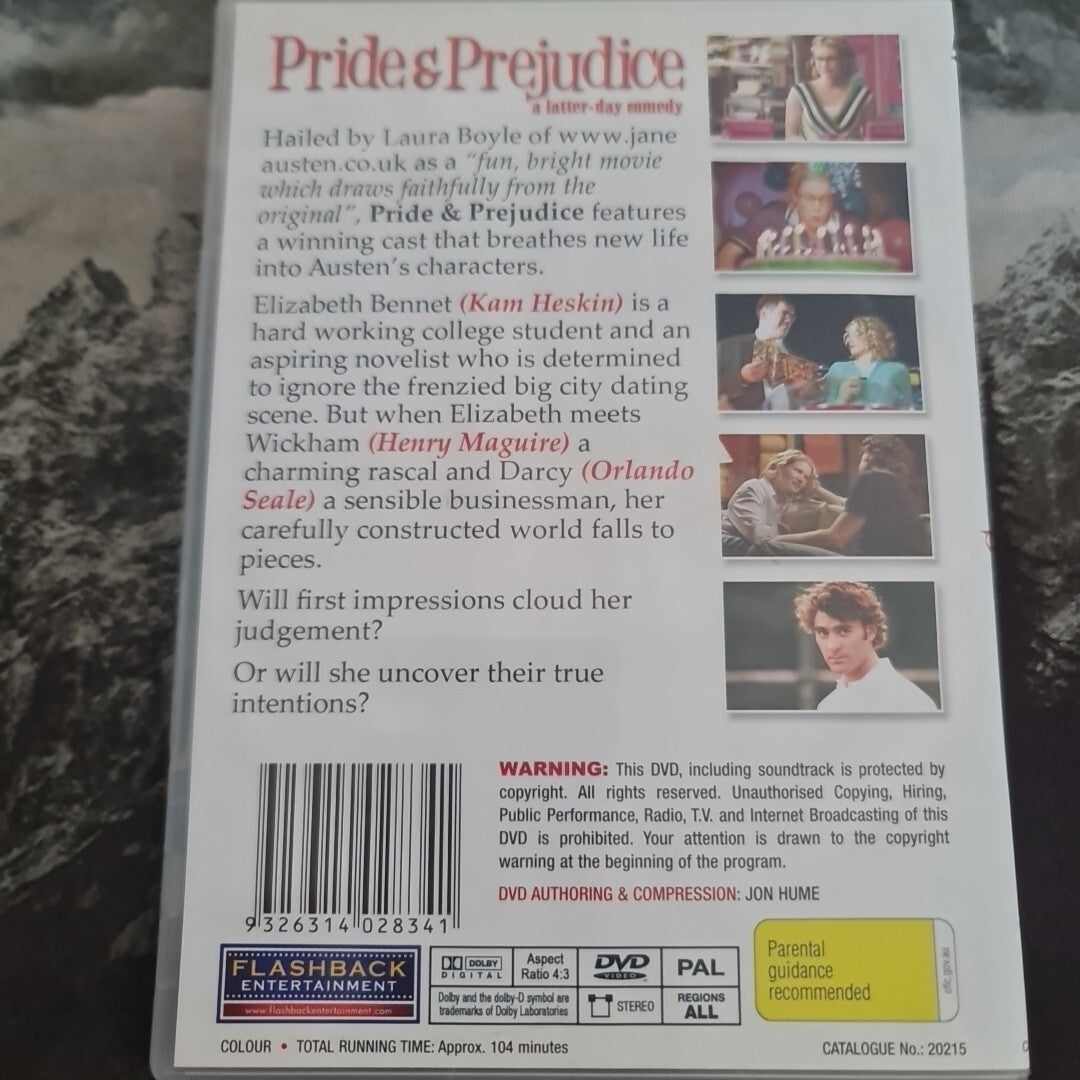 Pride & Prejudice
a latter-day comedy
Hailed by Laura Boyle of www.jane
austen.co.uk as a "fun, bright movie
which draws faithfully from the
original", Pride & Prejudice features
a winning cast that breathes new life
into Austen's characters.
Elizabeth Bennet (Kam Heskin) is a
hard working college student and an
aspiring novelist who is determined
to ignore the frenzied big city dating
scene. But when Elizabeth meets
Wickham (Henry Maguire) a
charming rascal and Darcy (Orlando
Seale) a sensible businessman, her
carefully constructed world falls to
pieces.
Will first impressions cloud her
judgement?
Or will she uncover their true
intentions?
WARNING: This DVD, including soundtrack is protected by
copyright. All rights reserved. Unauthorised Copying, Hiring,
Public Performance, Radio, T.V. and Internet Broadcasting of this
DVD is prohibited. Your attention is drawn to the copyright
warning at the beginning of the program.
DVD AUTHORING & COMPRESSION: JON HUME
9 326314 028341
FLASHBACK
ENTERTAINMENT
www.flashbackentertainment.com
DOLBY
DIGITAL
Aspect
Ratio 4:3
DVD
VIDEO
PAL
Dolby and the dolby-D symbol are
trademarks of Dolby Laboratories
STEREO
REGIONS
ALL
Parental
guidance
recommended
oflc.gov.au
COLOUR • TOTAL RUNNING TIME: Approx. 104 minutes
CATALOGUE No.: 20215